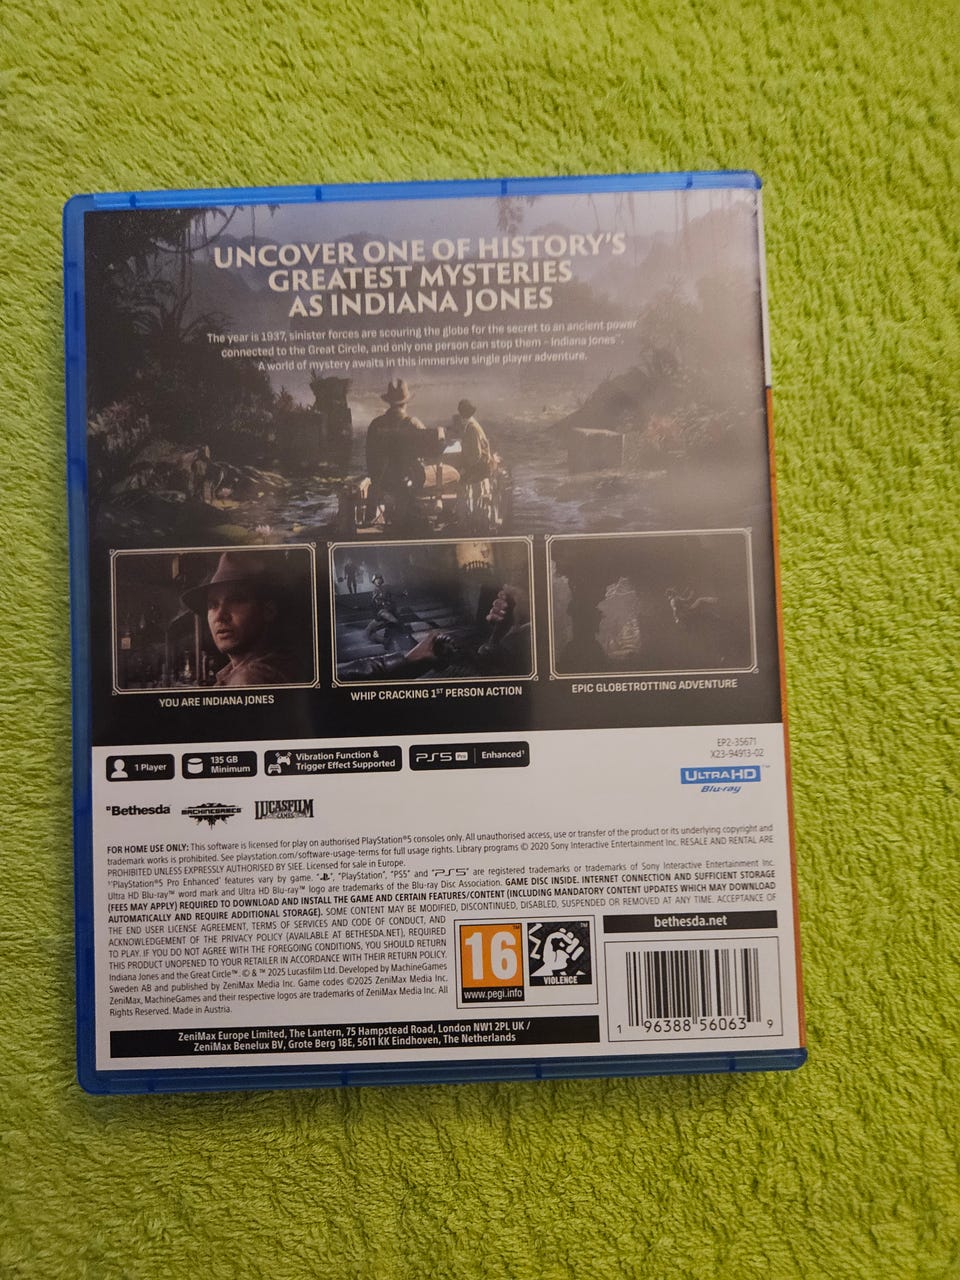 UNCOVER ONE OF HISTORY'S
GREATEST MYSTERIES
AS INDIANA JONES
The year is 1937, sinister forces are scouring the globe for the secret to an ancient power
connected to the Great Circle, and only one person can stop them - Indiana Jones™.
A world of mystery awaits in this immersive single player adventure.
YOU ARE INDIANA JONES
WHIP CRACKING 1ST PERSON ACTION
EPIC GLOBETROTTING ADVENTURE
1 Player
135 GB
Minimum
Vibration Function &
Trigger Effect Supported
PS5 Pro Enhanced¹
EP2-35671
X23-94913-02
ULTRAHD™
Blu-ray
Bethesda
MACHINEGAMES
LUCASFILM
GAMES
FOR HOME USE ONLY: This software is licensed for play on authorised PlayStation®5 consoles only. All unauthorised access, use or transfer of the product or its underlying copyright and
trademark works is prohibited. See playstation.com/software-usage-terms for full usage rights. Library programs © 2020 Sony Interactive Entertainment Inc. RESALE AND RENTAL ARE
PROHIBITED UNLESS EXPRESSLY AUTHORISED BY SIEE. Licensed for sale in Europe.
¹'PlayStation®5 Pro Enhanced' features vary by game. "PS", "PlayStation", "PS5" and "PS5" are registered trademarks or trademarks of Sony Interactive Entertainment Inc.
Ultra HD Blu-ray™ word mark and Ultra HD Blu-ray™ logo are trademarks of the Blu-ray Disc Association. GAME DISC INSIDE. INTERNET CONNECTION AND SUFFICIENT STORAGE
(FEES MAY APPLY) REQUIRED TO DOWNLOAD AND INSTALL THE GAME AND CERTAIN FEATURES/CONTENT (INCLUDING MANDATORY CONTENT UPDATES WHICH MAY DOWNLOAD
AUTOMATICALLY AND REQUIRE ADDITIONAL STORAGE). SOME CONTENT MAY BE MODIFIED, DISCONTINUED, DISABLED, SUSPENDED OR REMOVED AT ANY TIME. ACCEPTANCE OF
THE END USER LICENSE AGREEMENT, TERMS OF SERVICES AND CODE OF CONDUCT, AND
ACKNOWLEDGEMENT OF THE PRIVACY POLICY (AVAILABLE AT BETHESDA.NET), REQUIRED
TO PLAY. IF YOU DO NOT AGREE WITH THE FOREGOING CONDITIONS, YOU SHOULD RETURN
THIS PRODUCT UNOPENED TO YOUR RETAILER IN ACCORDANCE WITH THEIR RETURN POLICY.
Indiana Jones and the Great Circle™. © & ™ 2025 Lucasfilm Ltd. Developed by MachineGames
Sweden AB and published by ZeniMax Media Inc. Game codes ©2025 ZeniMax Media Inc.
ZeniMax, MachineGames and their respective logos are trademarks of ZeniMax Media Inc. All
Rights Reserved. Made in Austria.
ZeniMax Europe Limited, The Lantern, 75 Hampstead Road, London NW1 2PL UK /
ZeniMax Benelux BV, Grote Berg 18E, 5611 KK Eindhoven, The Netherlands
16™
www.pegi.info
™
VIOLENCE
bethesda.net
1 96388 56063 9